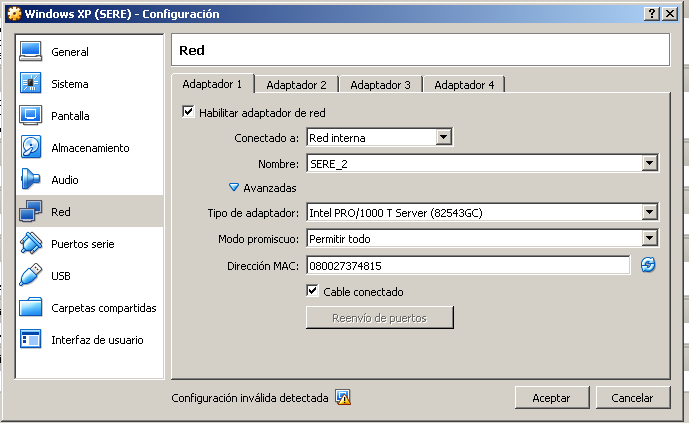 Windows XP (SERE) - Configuración
General
Sistema
Pantalla
Almacenamiento
Audio
Red
Puertos serie
USB
Carpetas compartidas
Interfaz de usuario
Red
Adaptador 1 Adaptador 2 Adaptador 3 Adaptador 4
Habilitar adaptador de red
Conectado a: Red interna
Nombre: SERE_2
Avanzadas
Tipo de adaptador: Intel PRO/1000 T Server (82543GC)
Modo promiscuo: Permitir todo
Dirección MAC: 080027374815
Cable conectado
Reenvío de puertos
Configuración inválida detectada
Aceptar Cancelar